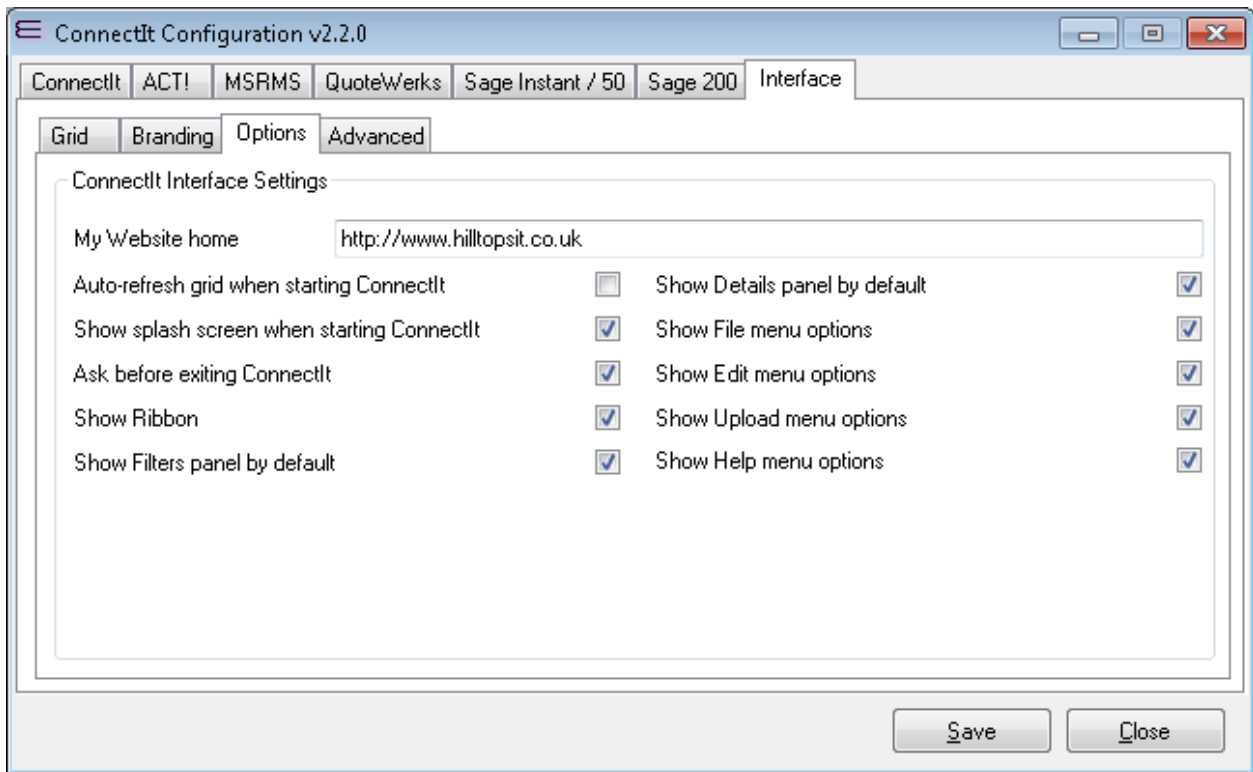 ConnectIt Configuration v2.2.0
ConnectIt ACT! MSRMS QuoteWerks Sage Instant / 50 Sage 200 Interface
Grid Branding Options Advanced
ConnectIt Interface Settings
My Website home http://www.hilltopsit.co.uk
Auto-refresh grid when starting ConnectIt Show Details panel by default
Show splash screen when starting ConnectIt Show File menu options
Ask before exiting ConnectIt Show Edit menu options
Show Ribbon Show Upload menu options
Show Filters panel by default Show Help menu options
Save Close